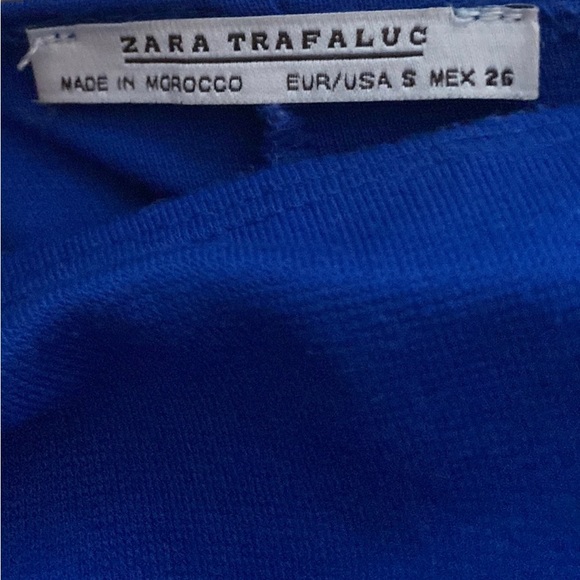 ZARA TRAFALUC
MADE IN MOROCCO EUR/USA S MEX 26